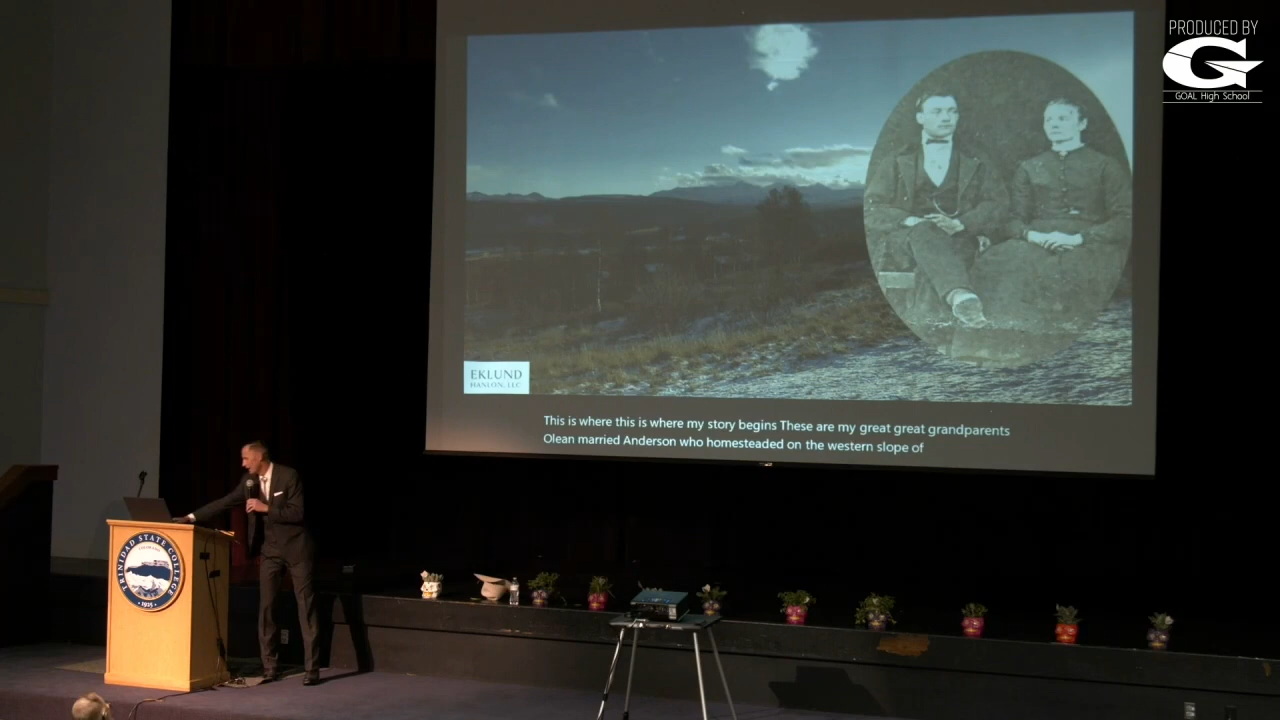 PRODUCED BY
G
GOAL High School
EKLUND
HANLON, LLC
This is where this is where my story begins These are my great great grandparents
Olean married Anderson who homesteaded on the western slope of
TRINIDAD STATE COLLEGE
COLORADO
• 1925 •